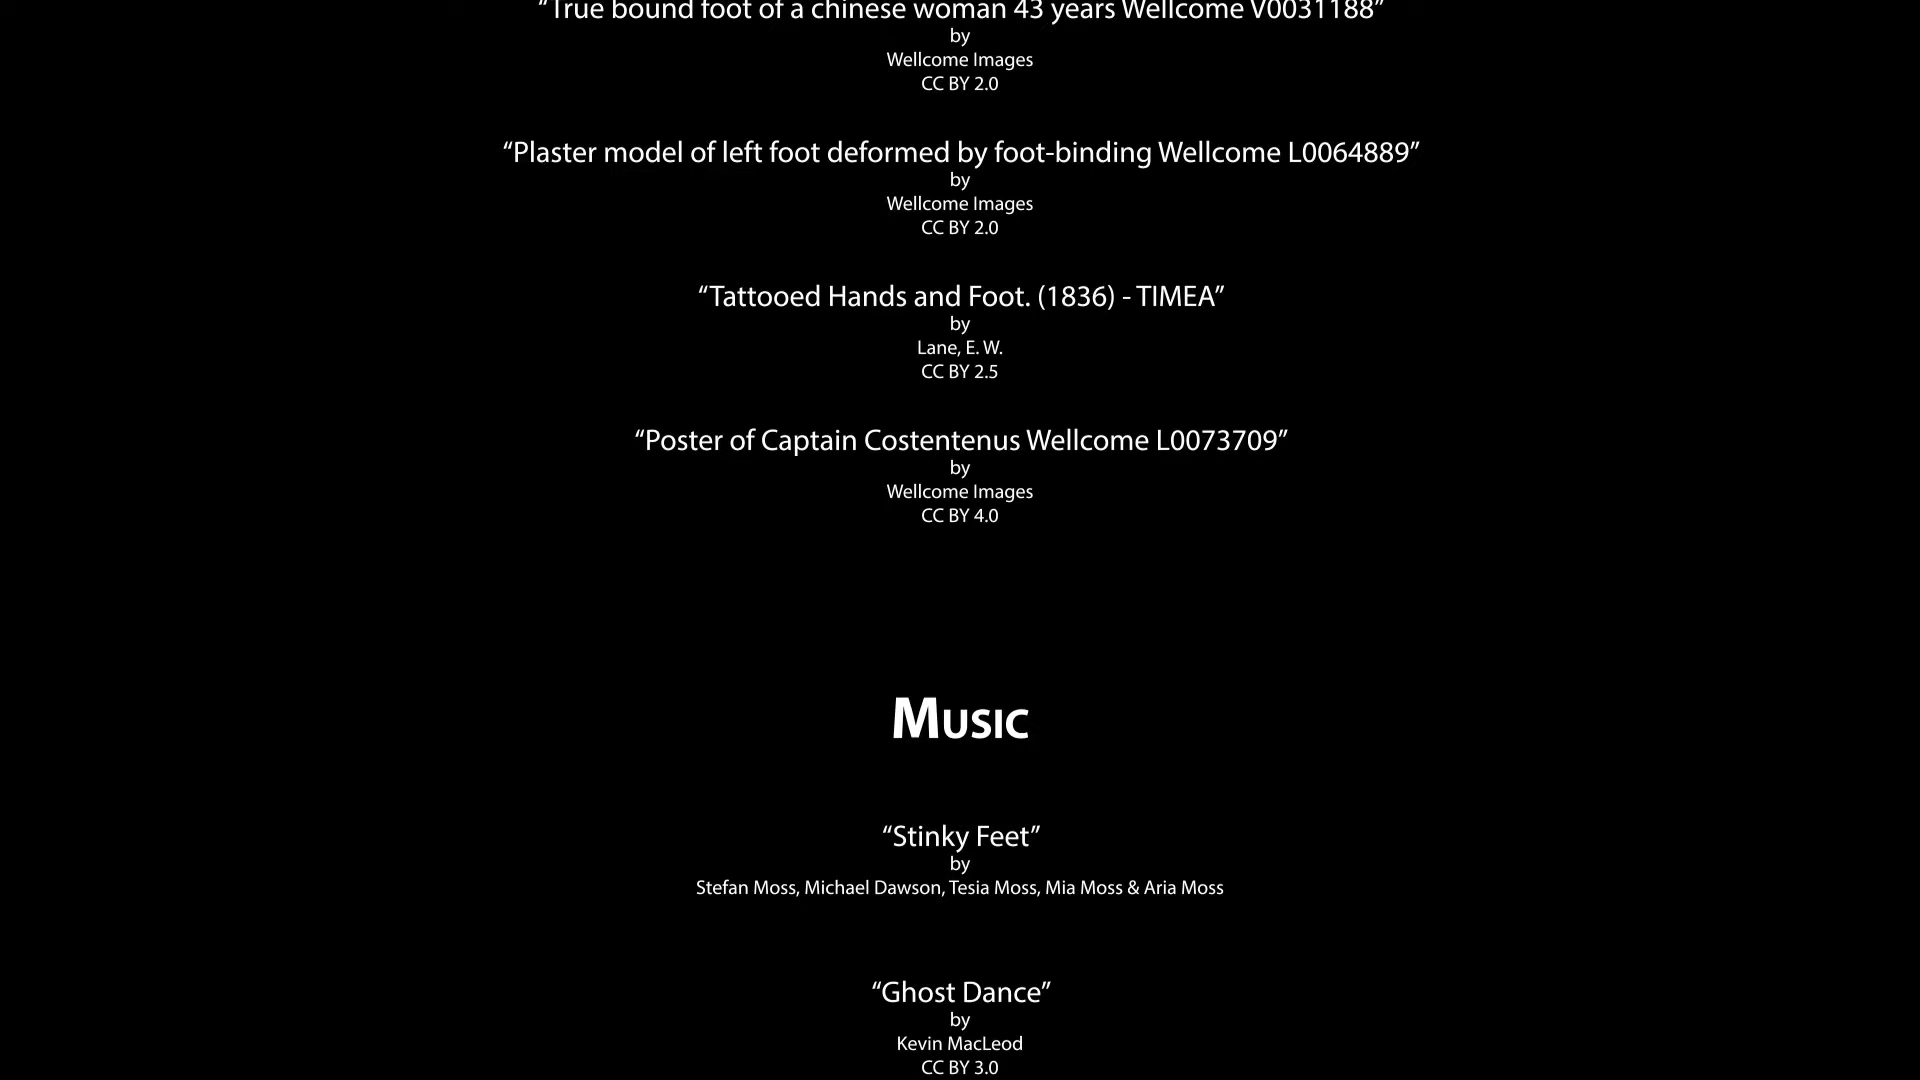 “True bound foot of a chinese woman 43 years Wellcome V0031188”
by
Wellcome Images
CC BY 2.0
“Plaster model of left foot deformed by foot-binding Wellcome L0064889”
by
Wellcome Images
CC BY 2.0
“Tattooed Hands and Foot. (1836) - TIMEA”
by
Lane, E. W.
CC BY 2.5
“Poster of Captain Costentenus Wellcome L0073709”
by
Wellcome Images
CC BY 4.0
Music
“Stinky Feet”
by
Stefan Moss, Michael Dawson, Tesia Moss, Mia Moss & Aria Moss
“Ghost Dance”
by
Kevin MacLeod
CC BY 3.0